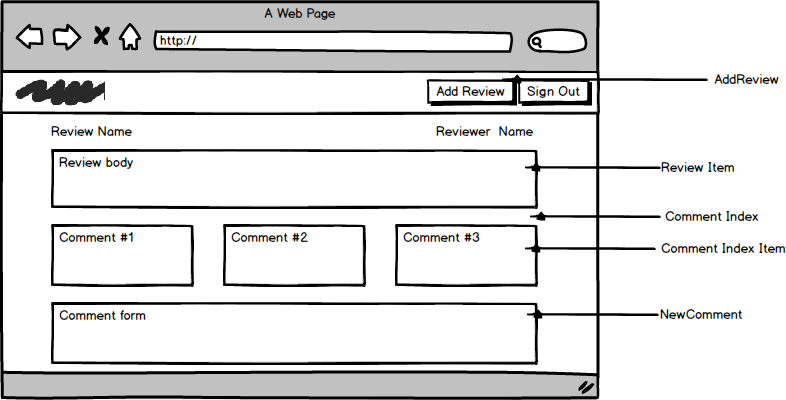 A Web Page
http://
Add Review Sign Out AddReview
Review Name Reviewer Name
Review body
Review Item
Comment Index
Comment #1 Comment #2 Comment #3
Comment Index Item
Comment form
NewComment